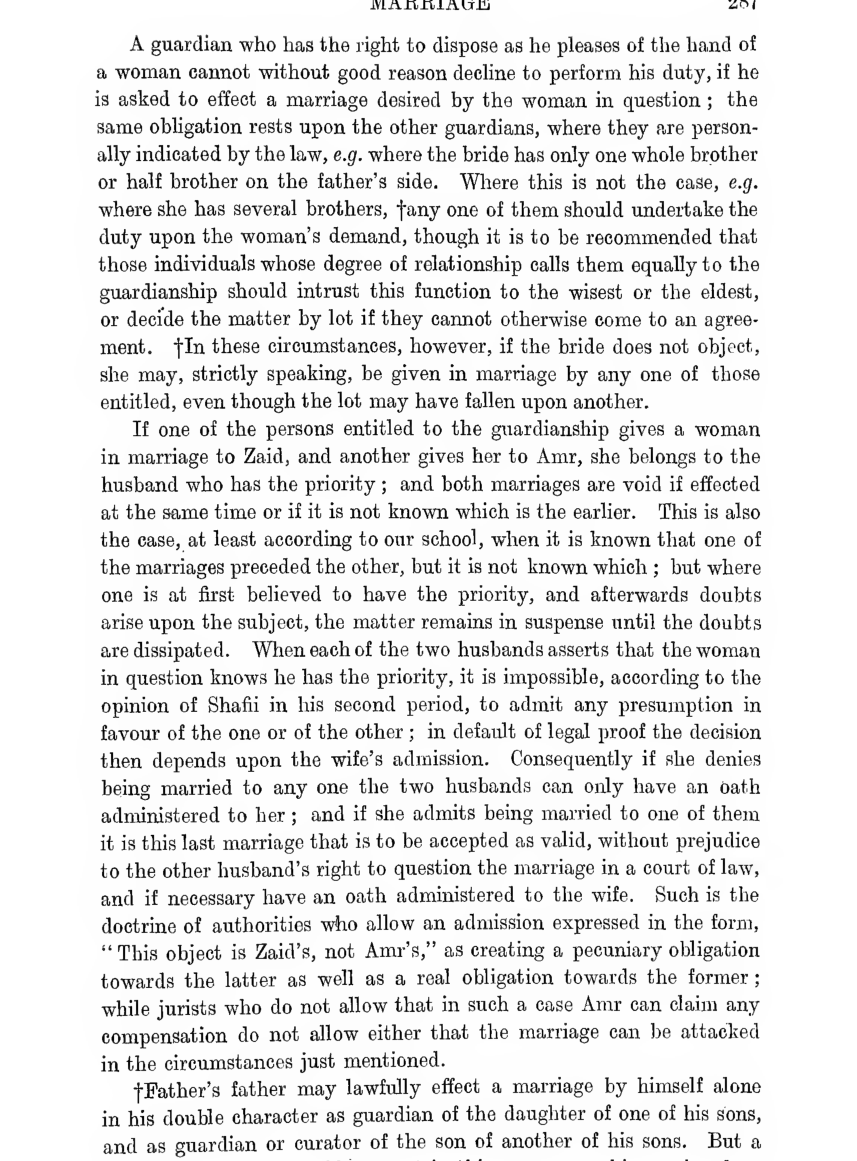 MARRIAGE 287
A guardian who has the right to dispose as he pleases of the hand of
a woman cannot without good reason decline to perform his duty, if he
is asked to effect a marriage desired by the woman in question ; the
same obligation rests upon the other guardians, where they are person-
ally indicated by the law, e.g. where the bride has only one whole brother
or half brother on the father's side. Where this is not the case, e.g.
where she has several brothers, †any one of them should undertake the
duty upon the woman's demand, though it is to be recommended that
those individuals whose degree of relationship calls them equally to the
guardianship should intrust this function to the wisest or the eldest,
or decide the matter by lot if they cannot otherwise come to an agree-
ment. †In these circumstances, however, if the bride does not object,
she may, strictly speaking, be given in marriage by any one of those
entitled, even though the lot may have fallen upon another.
If one of the persons entitled to the guardianship gives a woman
in marriage to Zaid, and another gives her to Amr, she belongs to the
husband who has the priority ; and both marriages are void if effected
at the same time or if it is not known which is the earlier. This is also
the case, at least according to our school, when it is known that one of
the marriages preceded the other, but it is not known which ; but where
one is at first believed to have the priority, and afterwards doubts
arise upon the subject, the matter remains in suspense until the doubts
are dissipated. When each of the two husbands asserts that the woman
in question knows he has the priority, it is impossible, according to the
opinion of Shafii in his second period, to admit any presumption in
favour of the one or of the other ; in default of legal proof the decision
then depends upon the wife's admission. Consequently if she denies
being married to any one the two husbands can only have an oath
administered to her ; and if she admits being married to one of them
it is this last marriage that is to be accepted as valid, without prejudice
to the other husband's right to question the marriage in a court of law,
and if necessary have an oath administered to the wife. Such is the
doctrine of authorities who allow an admission expressed in the form,
“ This object is Zaid's, not Amr's,” as creating a pecuniary obligation
towards the latter as well as a real obligation towards the former ;
while jurists who do not allow that in such a case Amr can claim any
compensation do not allow either that the marriage can be attacked
in the circumstances just mentioned.
†Father's father may lawfully effect a marriage by himself alone
in his double character as guardian of the daughter of one of his sons,
and as guardian or curator of the son of another of his sons. But a